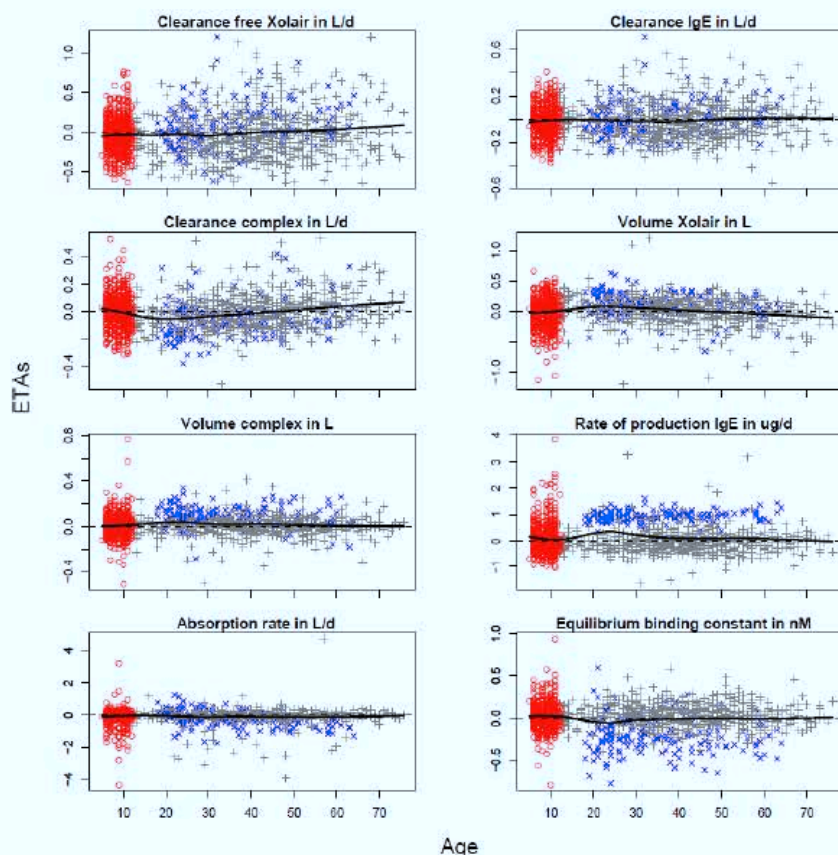 Clearance free Xolair in L/d
Clearance IgE in L/d
1.0
0.5
0.0
−0.5
0.6
0.2
−0.2
−0.6
Clearance complex in L/d
Volume Xolair in L
0.4
0.0
−0.4
1.0
0.0
−1.0
Volume complex in L
Rate of production IgE in ug/d
0.8
0.4
0.0
−0.4
4
3
2
1
0
−1
Absorption rate in L/d
Equilibrium binding constant in nM
4
2
0
−2
−4
1.0
0.5
0.0
−0.5
10 20 30 40 50 60 70
10 20 30 40 50 60 70
ETAs
Age